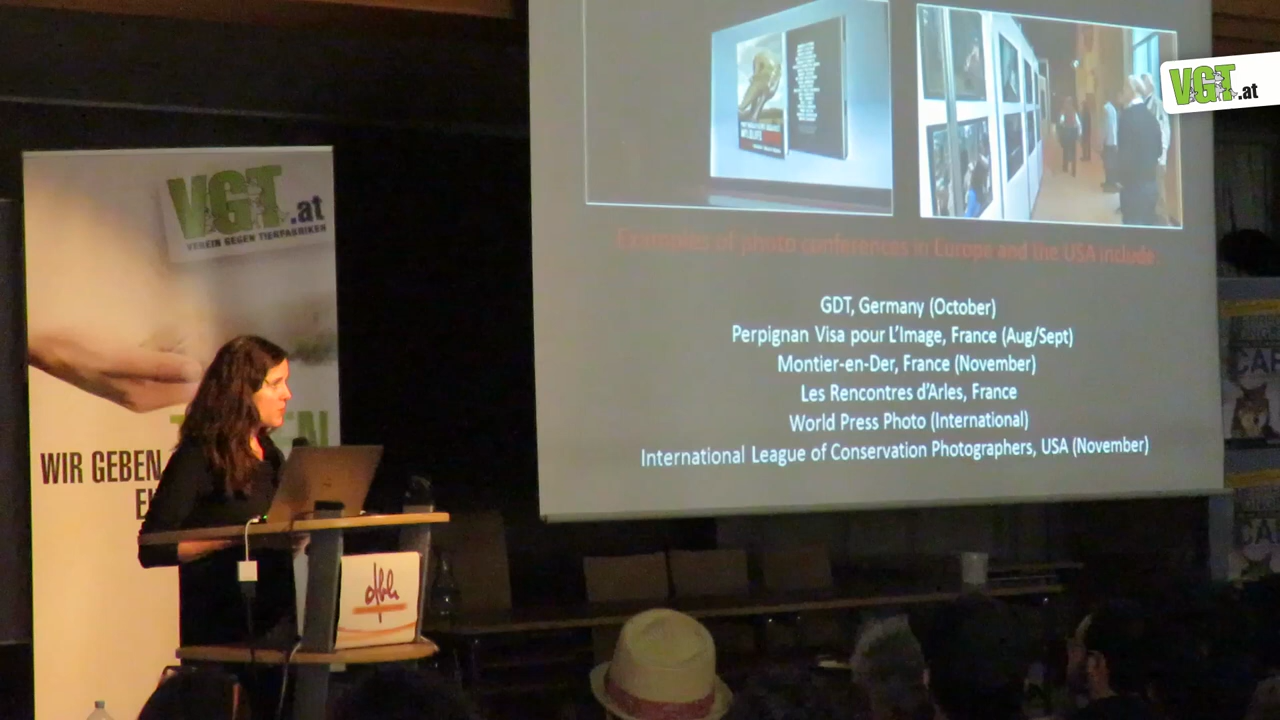 VGT.at
VGT.at
VEREIN GEGEN TIERFABRIKEN
WIR GEBEN
Examples of photo conferences in Europe and the USA include:
GDT, Germany (October)
Perpignan Visa pour L'Image, France (Aug/Sept)
Montier-en-Der, France (November)
Les Rencontres d'Arles, France
World Press Photo (International)
International League of Conservation Photographers, USA (November)